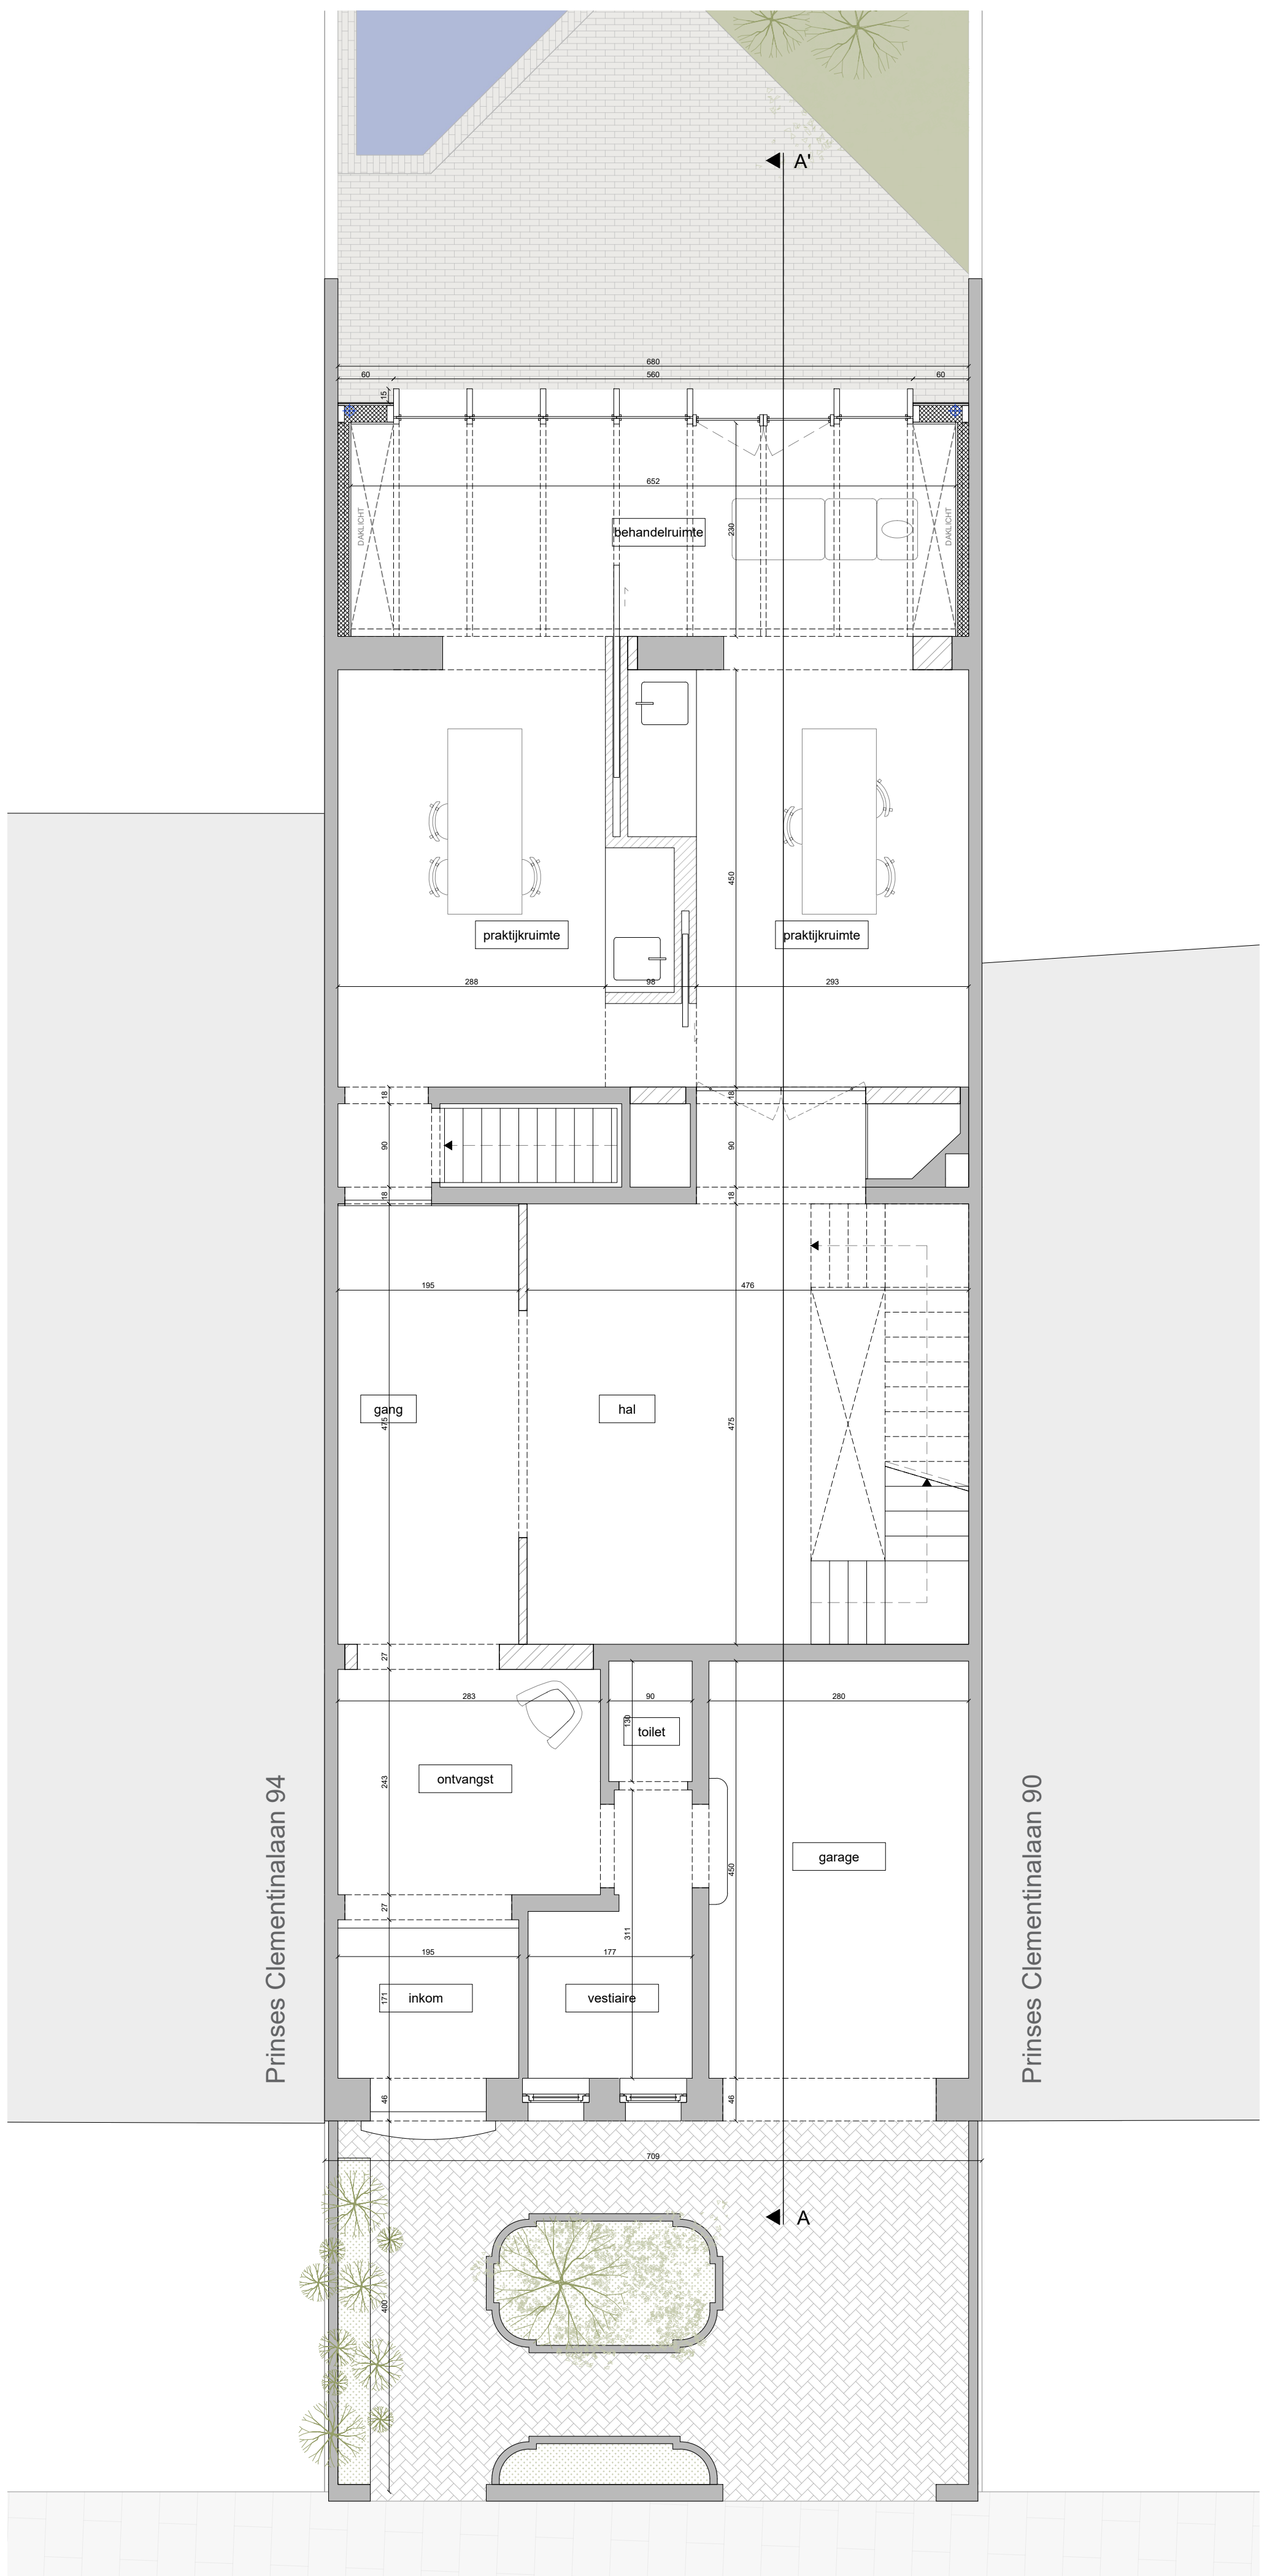 A'
680
60
560
60
15
652
DAKLICHT
DAKLICHT
behandelruimte
230
450
praktijkruimte
praktijkruimte
288
98
293
18
18
90
90
18
18
195
476
gang
hal
475
475
27
283
90
280
130
toilet
ontvangst
243
garage
450
Prinses Clementinalaan 94
Prinses Clementinalaan 90
27
311
195
177
171
inkom
vestiaire
46
46
709
A
400